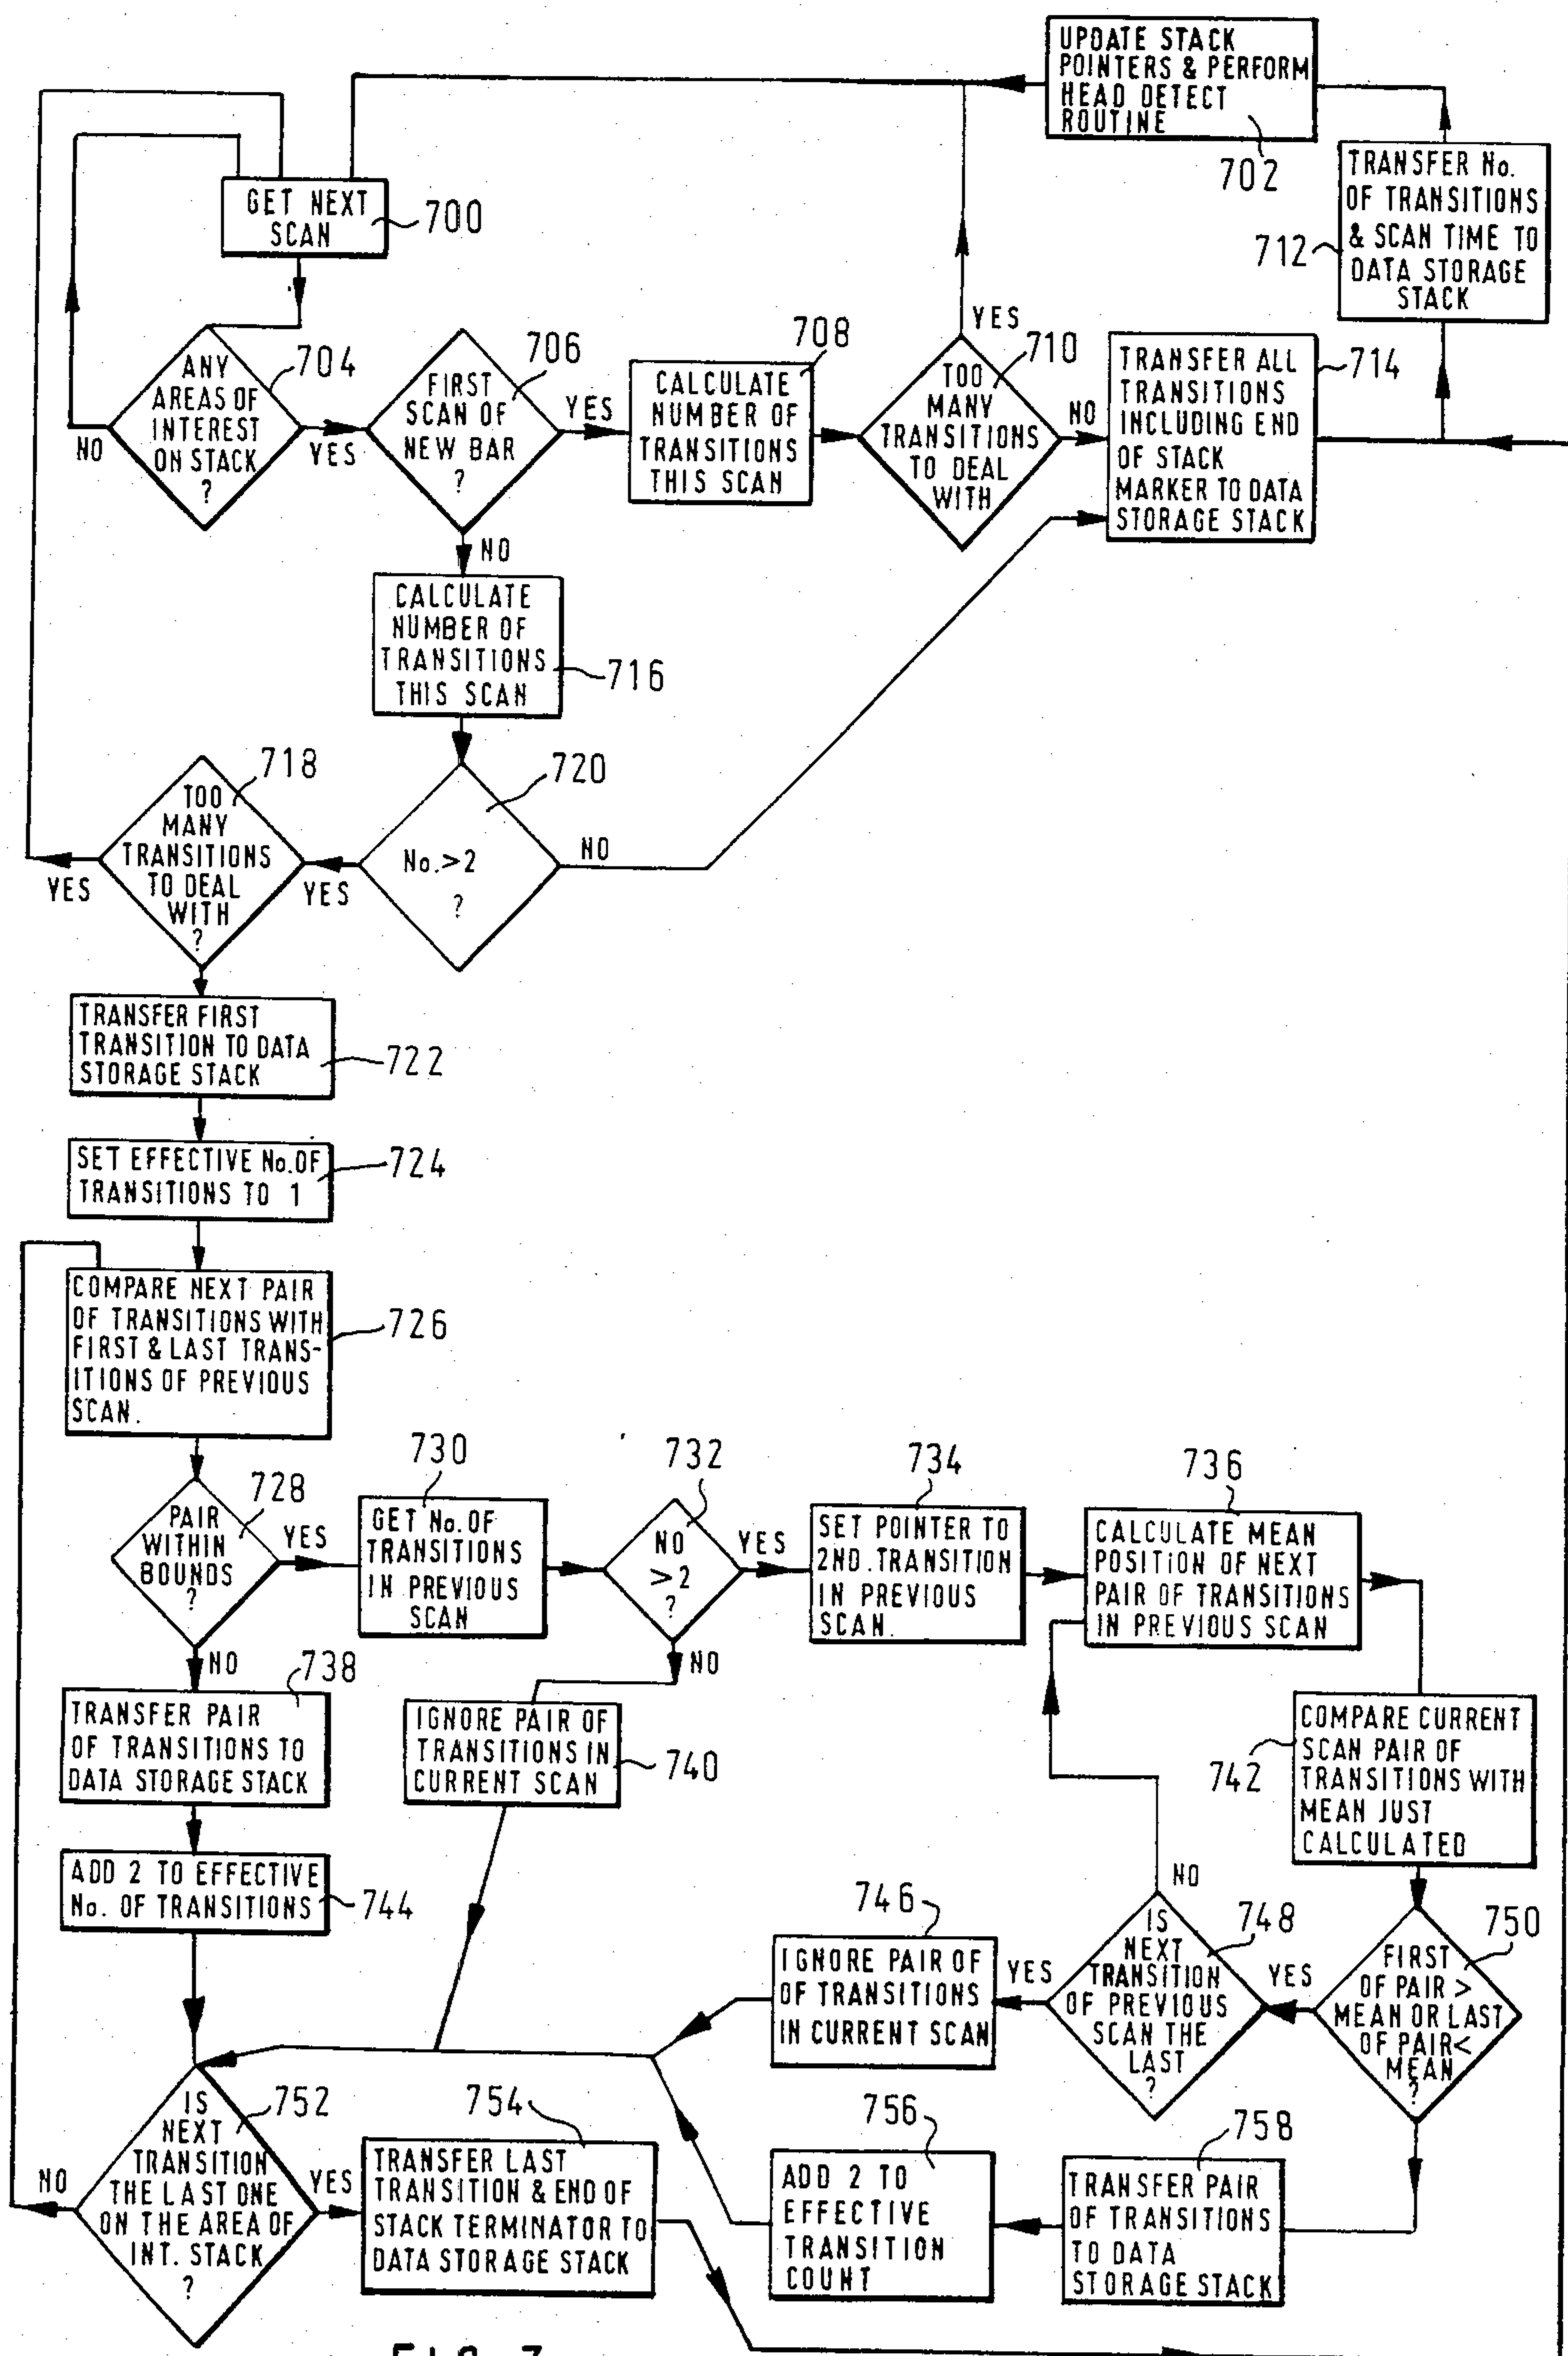 UPDATE STACK
POINTERS & PERFORM
HEAD DETECT
ROUTINE
702
TRANSFER No.
OF TRANSITIONS
& SCAN TIME TO
DATA STORAGE
STACK
712
GET NEXT
SCAN
700
ANY
AREAS OF
INTEREST
ON STACK
?
704
NO
YES
FIRST
SCAN OF
NEW BAR
?
706
YES
NO
CALCULATE
NUMBER OF
TRANSITIONS
THIS SCAN
708
TOO
MANY
TRANSITIONS
TO DEAL
WITH
710
YES
NO
TRANSFER ALL
TRANSITIONS
INCLUDING END
OF STACK
MARKER TO DATA
STORAGE STACK
714
CALCULATE
NUMBER OF
TRANSITIONS
THIS SCAN
716
TOO
MANY
TRANSITIONS
TO DEAL
WITH
?
718
YES
YES
No.>2
?
720
NO
TRANSFER FIRST
TRANSITION TO DATA
STORAGE STACK
722
SET EFFECTIVE No. OF
TRANSITIONS TO 1
724
COMPARE NEXT PAIR
OF TRANSITIONS WITH
FIRST & LAST TRANS-
ITIONS OF PREVIOUS
SCAN.
726
PAIR
WITHIN
BOUNDS
?
728
YES
NO
GET No. OF
TRANSITIONS
IN PREVIOUS
SCAN
730
NO
>2
?
732
YES
NO
SET POINTER TO
2ND. TRANSITION
IN PREVIOUS
SCAN.
734
CALCULATE MEAN
POSITION OF NEXT
PAIR OF TRANSITIONS
IN PREVIOUS SCAN
736
TRANSFER PAIR
OF TRANSITIONS TO
DATA STORAGE STACK
738
IGNORE PAIR OF
TRANSITIONS IN
CURRENT SCAN
740
COMPARE CURRENT
SCAN PAIR OF
TRANSITIONS WITH
MEAN JUST
CALCULATED
742
ADD 2 TO EFFECTIVE
No. OF TRANSITIONS
744
IGNORE PAIR OF
OF TRANSITIONS
IN CURRENT SCAN
746
YES
IS
NEXT
TRANSITION
OF PREVIOUS
SCAN THE
LAST
?
748
NO
YES
FIRST
OF PAIR >
MEAN OR LAST
OF PAIR <
MEAN
?
750
IS
NEXT
TRANSITION
THE LAST ONE
ON THE AREA OF
INT. STACK
?
752
NO
YES
TRANSFER LAST
TRANSITION & END OF
STACK TERMINATOR TO
DATA STORAGE STACK
754
ADD 2 TO
EFFECTIVE
TRANSITION
COUNT
756
TRANSFER PAIR
OF TRANSITIONS
TO DATA
STORAGE STACK
758